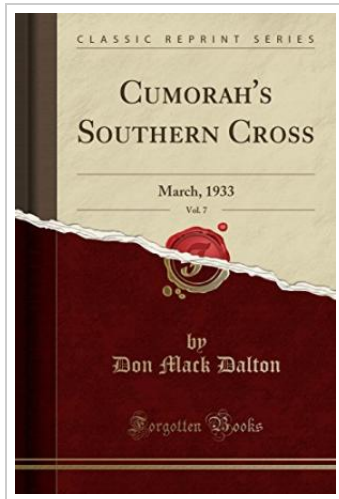 CLASSIC REPRINT SERIES
CUMORAH'S
SOUTHERN CROSS
March, 1933
Vol. 7
by
Don Mack Dalton
Forgotten Books